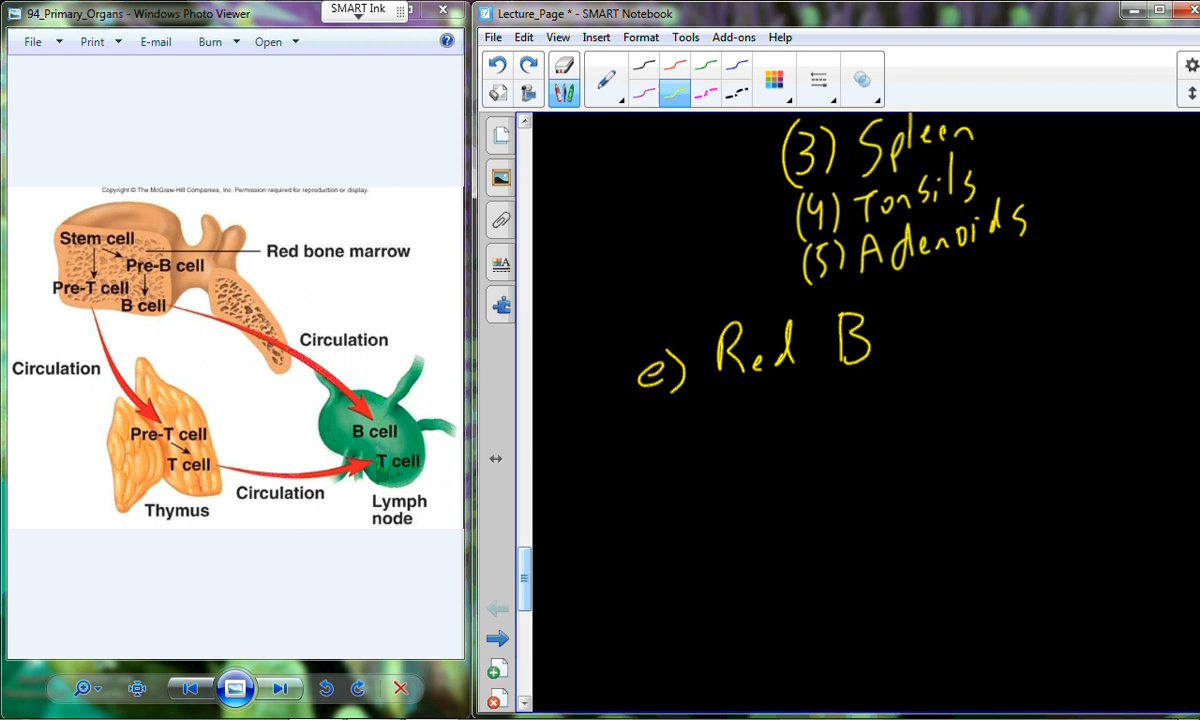 94_Primary_Organs - Windows Photo Viewer
SMART Ink
File Print E-mail Burn Open
Copyright © The McGraw-Hill Companies, Inc. Permission required for reproduction or display.
Stem cell
Red bone marrow
Pre-B cell
Pre-T cell
B cell
Circulation
Circulation
Pre-T cell
B cell
T cell
T cell
Circulation
Thymus
Lymph
node
Lecture_Page * - SMART Notebook
File Edit View Insert Format Tools Add-ons Help
(3) Spleen
(4) Tonsils
(5) Adenoids
e) Red B